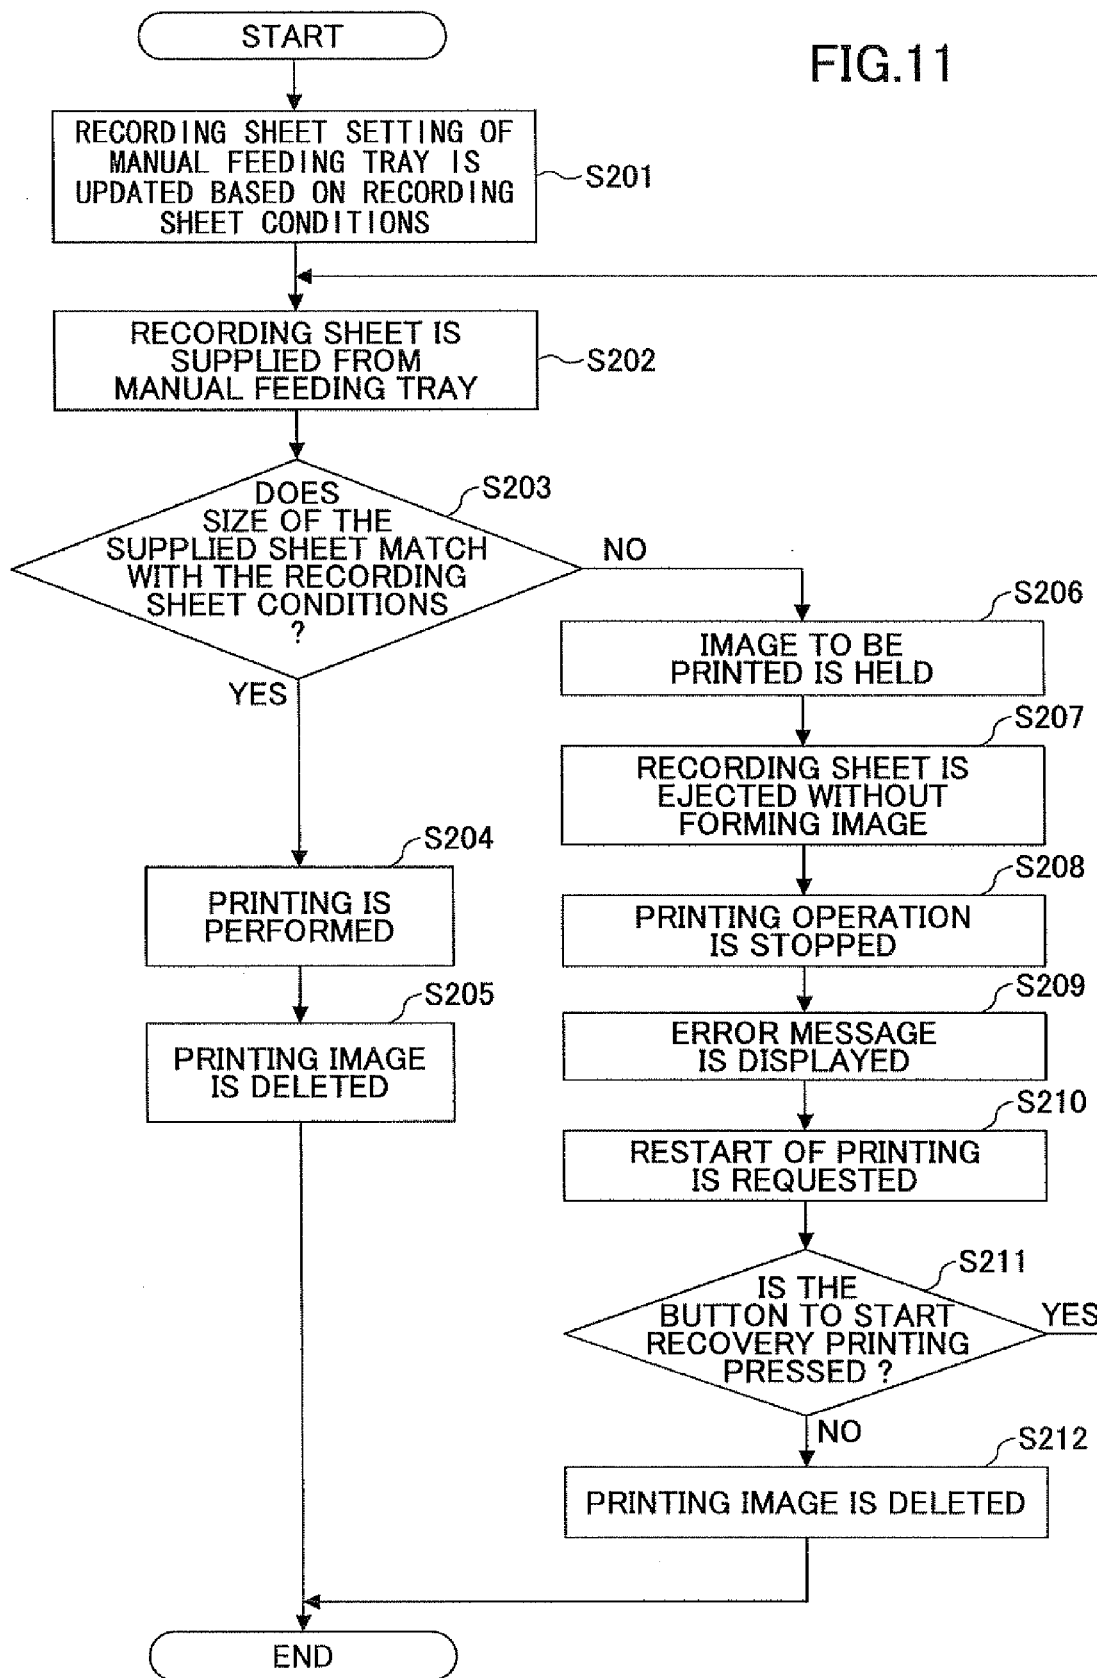 START
FIG.11
RECORDING SHEET SETTING OF
MANUAL FEEDING TRAY IS
UPDATED BASED ON RECORDING
SHEET CONDITIONS
S201
RECORDING SHEET IS
SUPPLIED FROM
MANUAL FEEDING TRAY
S202
DOES
SIZE OF THE
SUPPLIED SHEET MATCH
WITH THE RECORDING
SHEET CONDITIONS
?
S203
NO
YES
S204
PRINTING IS
PERFORMED
S205
PRINTING IMAGE
IS DELETED
S206
IMAGE TO BE
PRINTED IS HELD
S207
RECORDING SHEET IS
EJECTED WITHOUT
FORMING IMAGE
S208
PRINTING OPERATION
IS STOPPED
S209
ERROR MESSAGE
IS DISPLAYED
S210
RESTART OF PRINTING
IS REQUESTED
S211
IS THE
BUTTON TO START
RECOVERY PRINTING
PRESSED ?
YES
NO
S212
PRINTING IMAGE IS DELETED
END